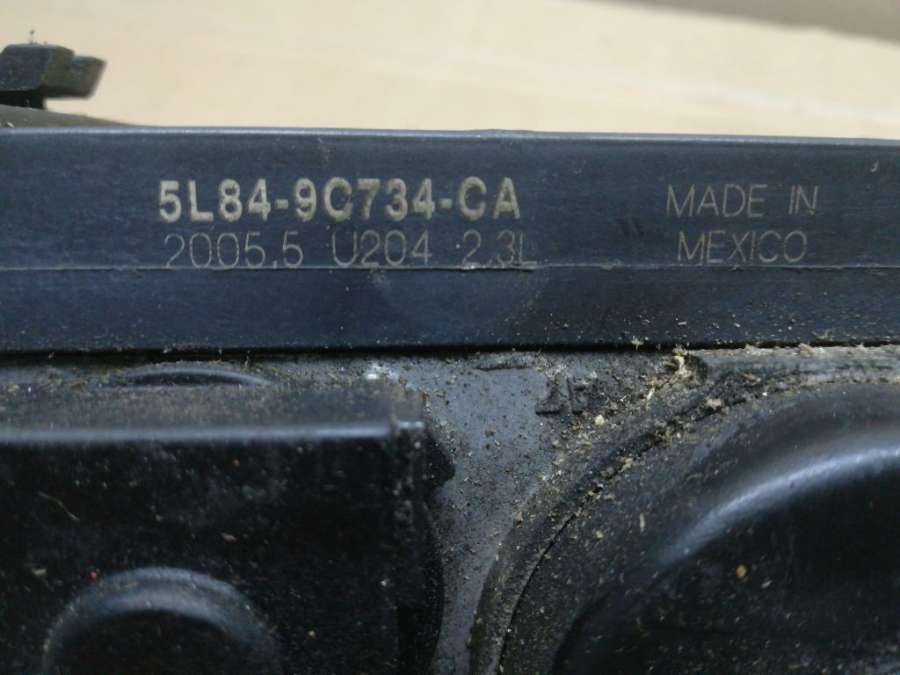 5L84-9C734-CA
2005.5 U204 2.3L
MADE IN
MEXICO